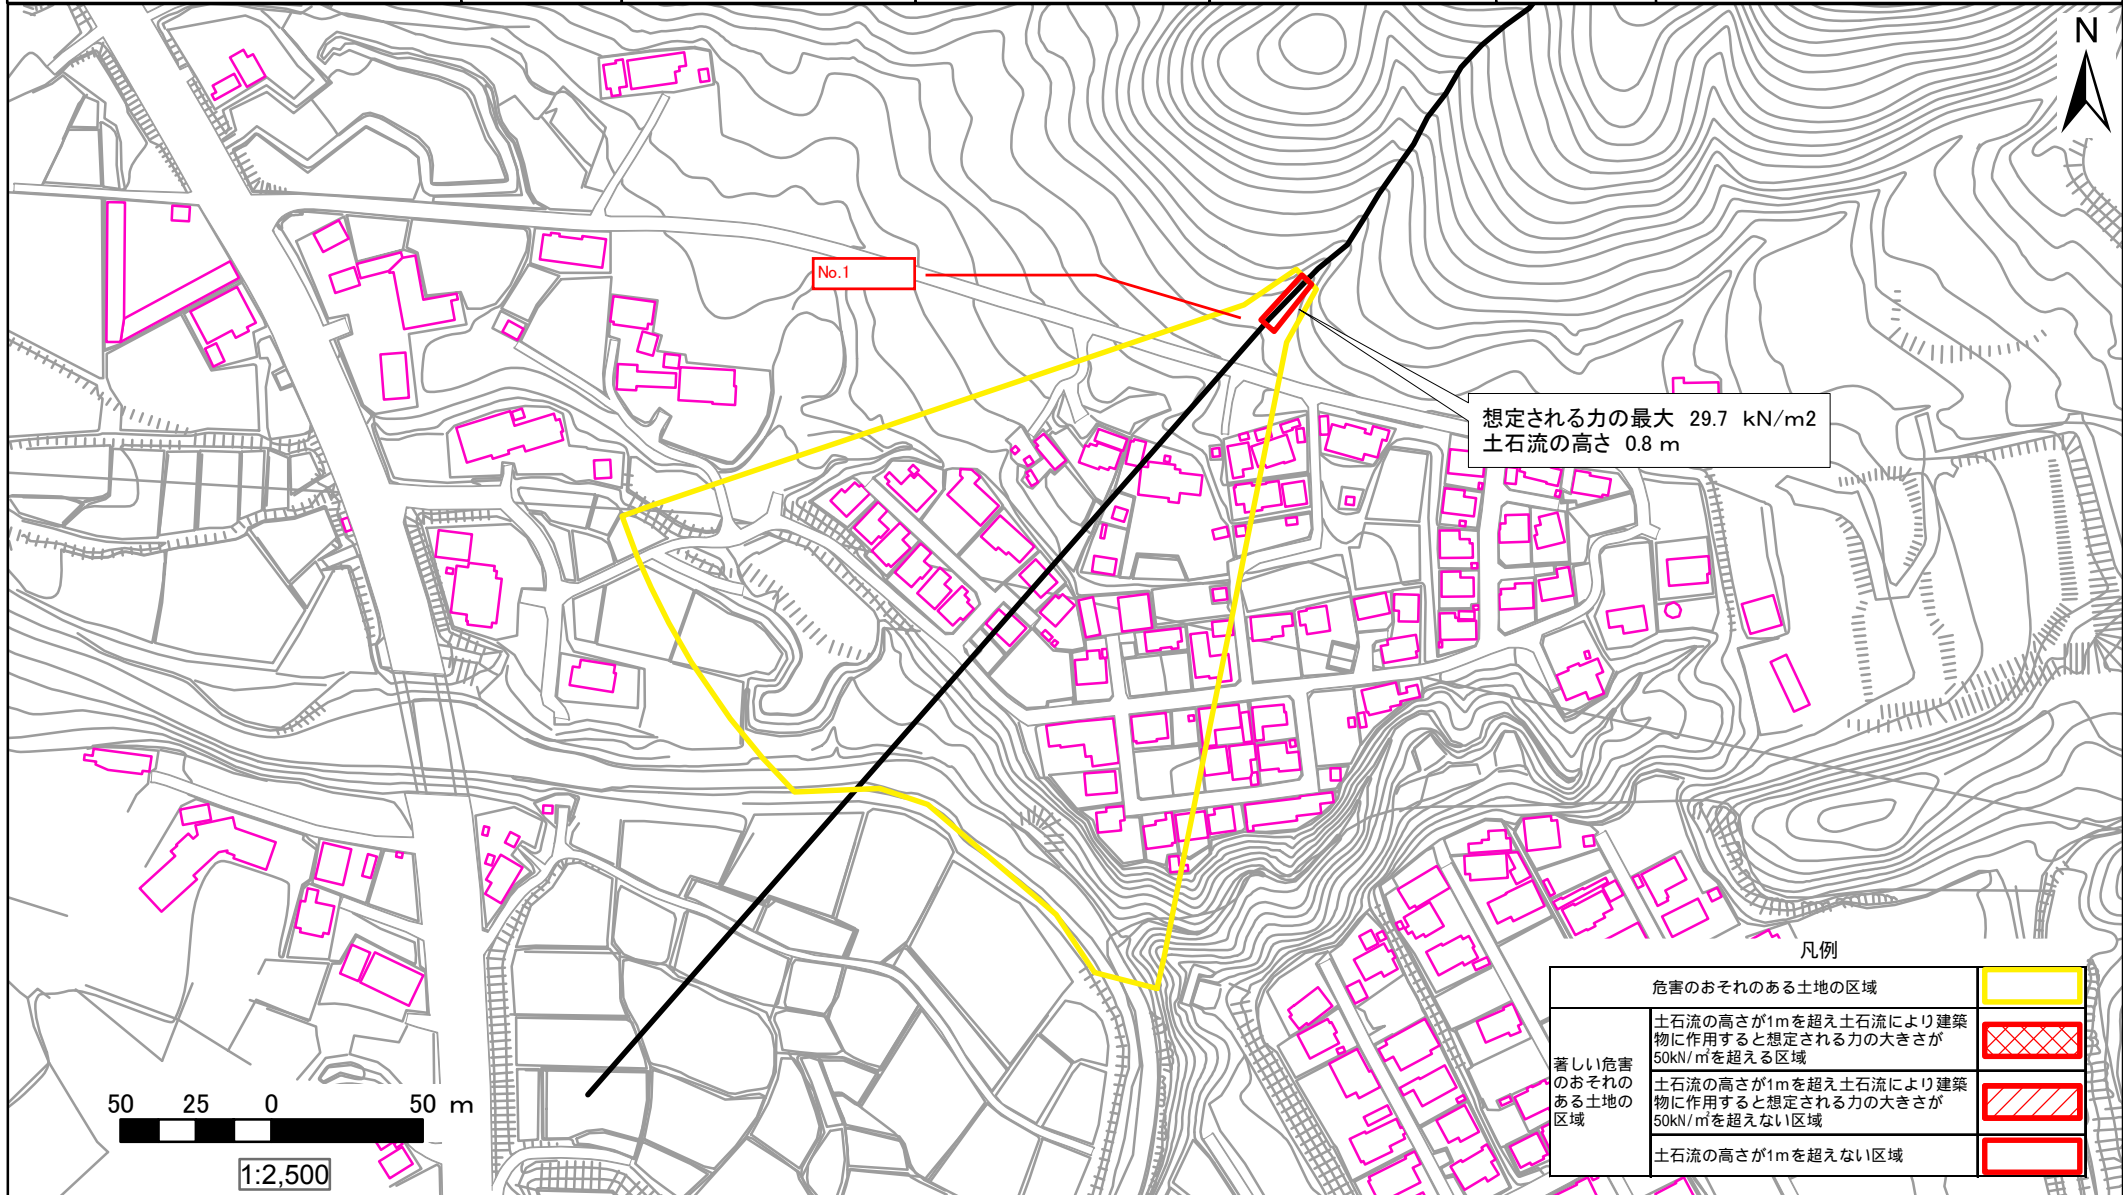 N
No.1
想定される力の最大 29.7 kN/m2
土石流の高さ 0.8 m
凡例
危害のおそれのある土地の区域
著しい危害
のおそれの
ある土地の
区域
土石流の高さが1mを超え土石流により建築
物に作用すると想定される力の大きさが
50kN/㎡を超える区域
土石流の高さが1mを超え土石流により建築
物に作用すると想定される力の大きさが
50kN/㎡を超えない区域
土石流の高さが1mを超えない区域
50 25 0 50 m
1:2,500